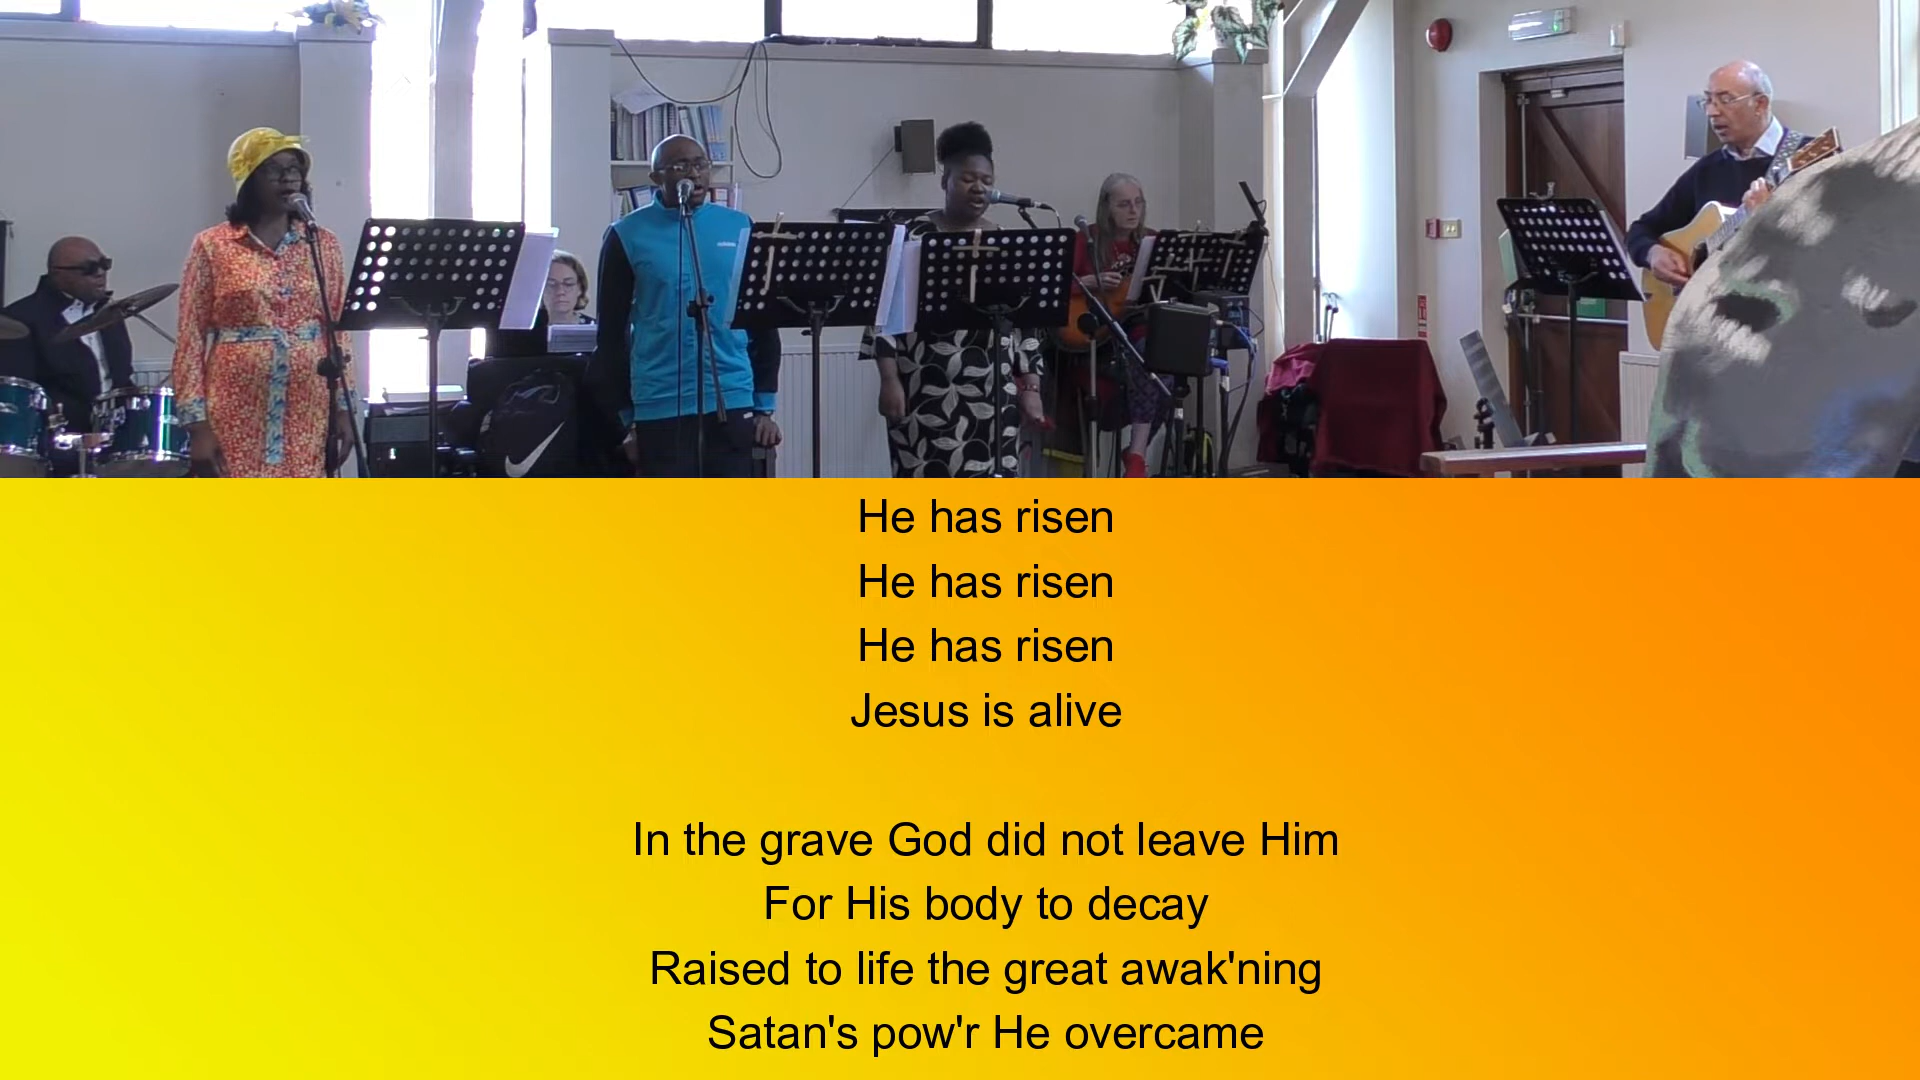 He has risen
He has risen
He has risen
Jesus is alive
In the grave God did not leave Him
For His body to decay
Raised to life the great awak'ning
Satan's pow'r He overcame